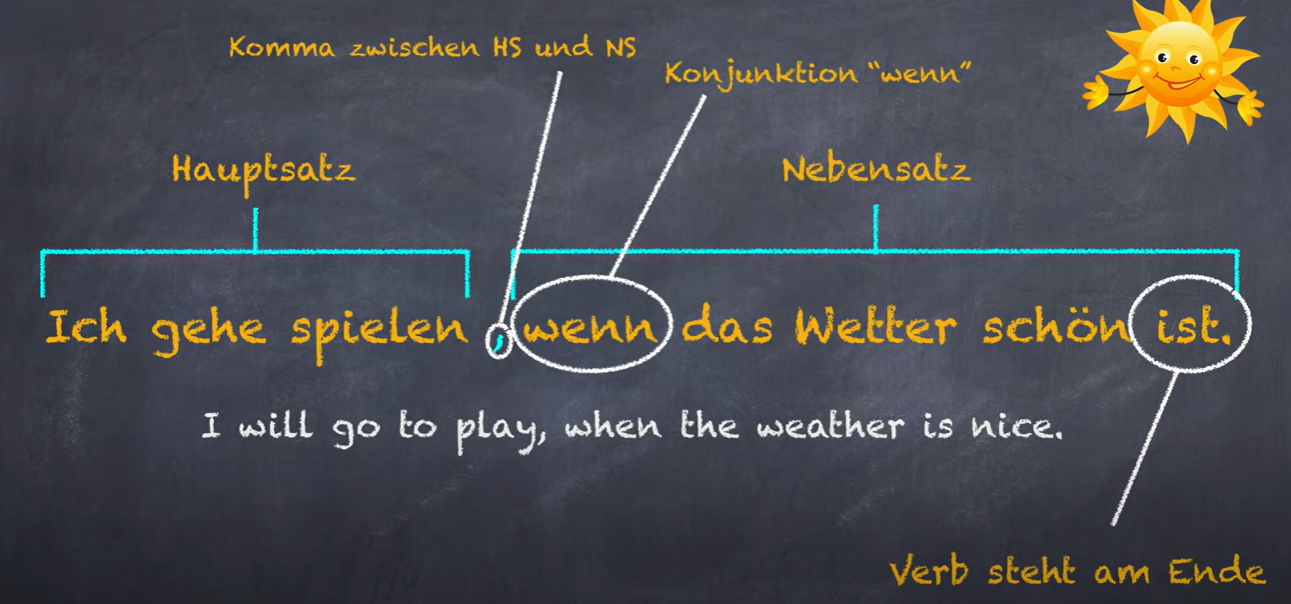 Komma zwischen HS und NS
Konjunktion “wenn”
Hauptsatz
Nebensatz
Ich gehe spielen , wenn das Wetter schön ist.
I will go to play, when the weather is nice.
Verb steht am Ende